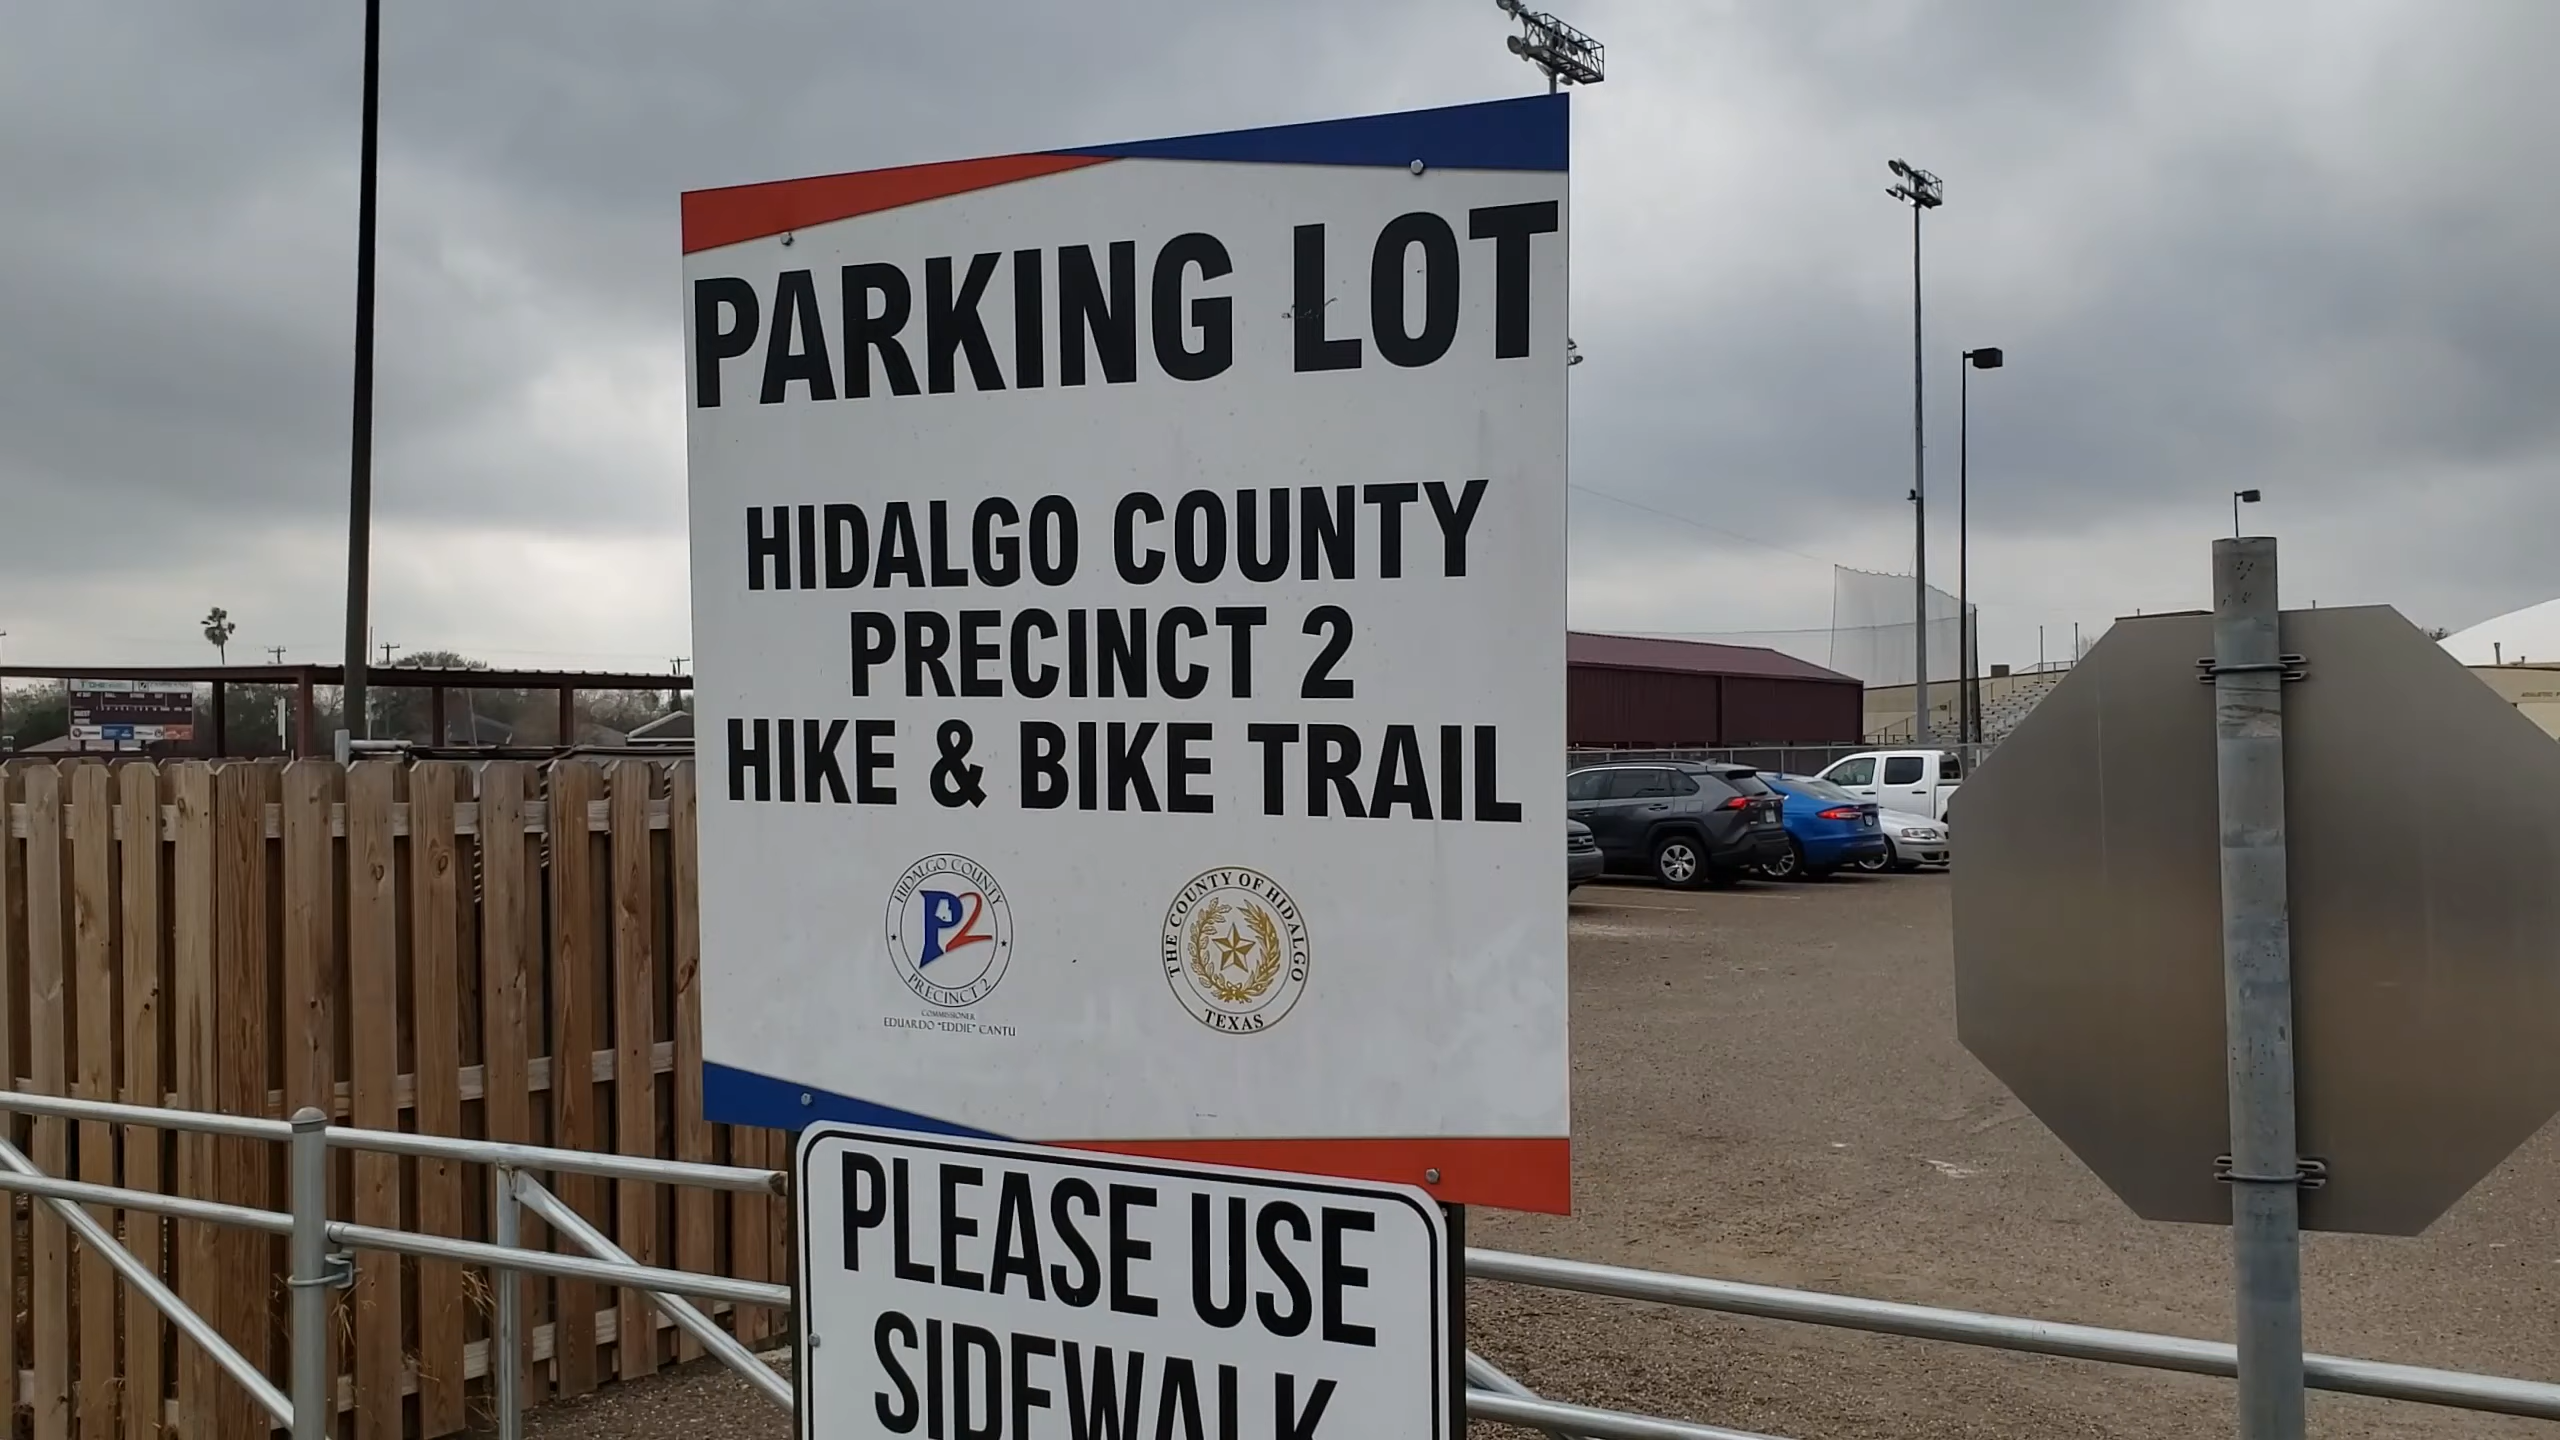 PARKING LOT
HIDALGO COUNTY
PRECINCT 2
HIKE & BIKE TRAIL
HIDALGO COUNTY
P2
PRECINCT 2
COMMISSIONER
EDUARDO "EDDIE" CANTU
THE COUNTY OF HIDALGO
TEXAS
PLEASE USE
SIDEWALK